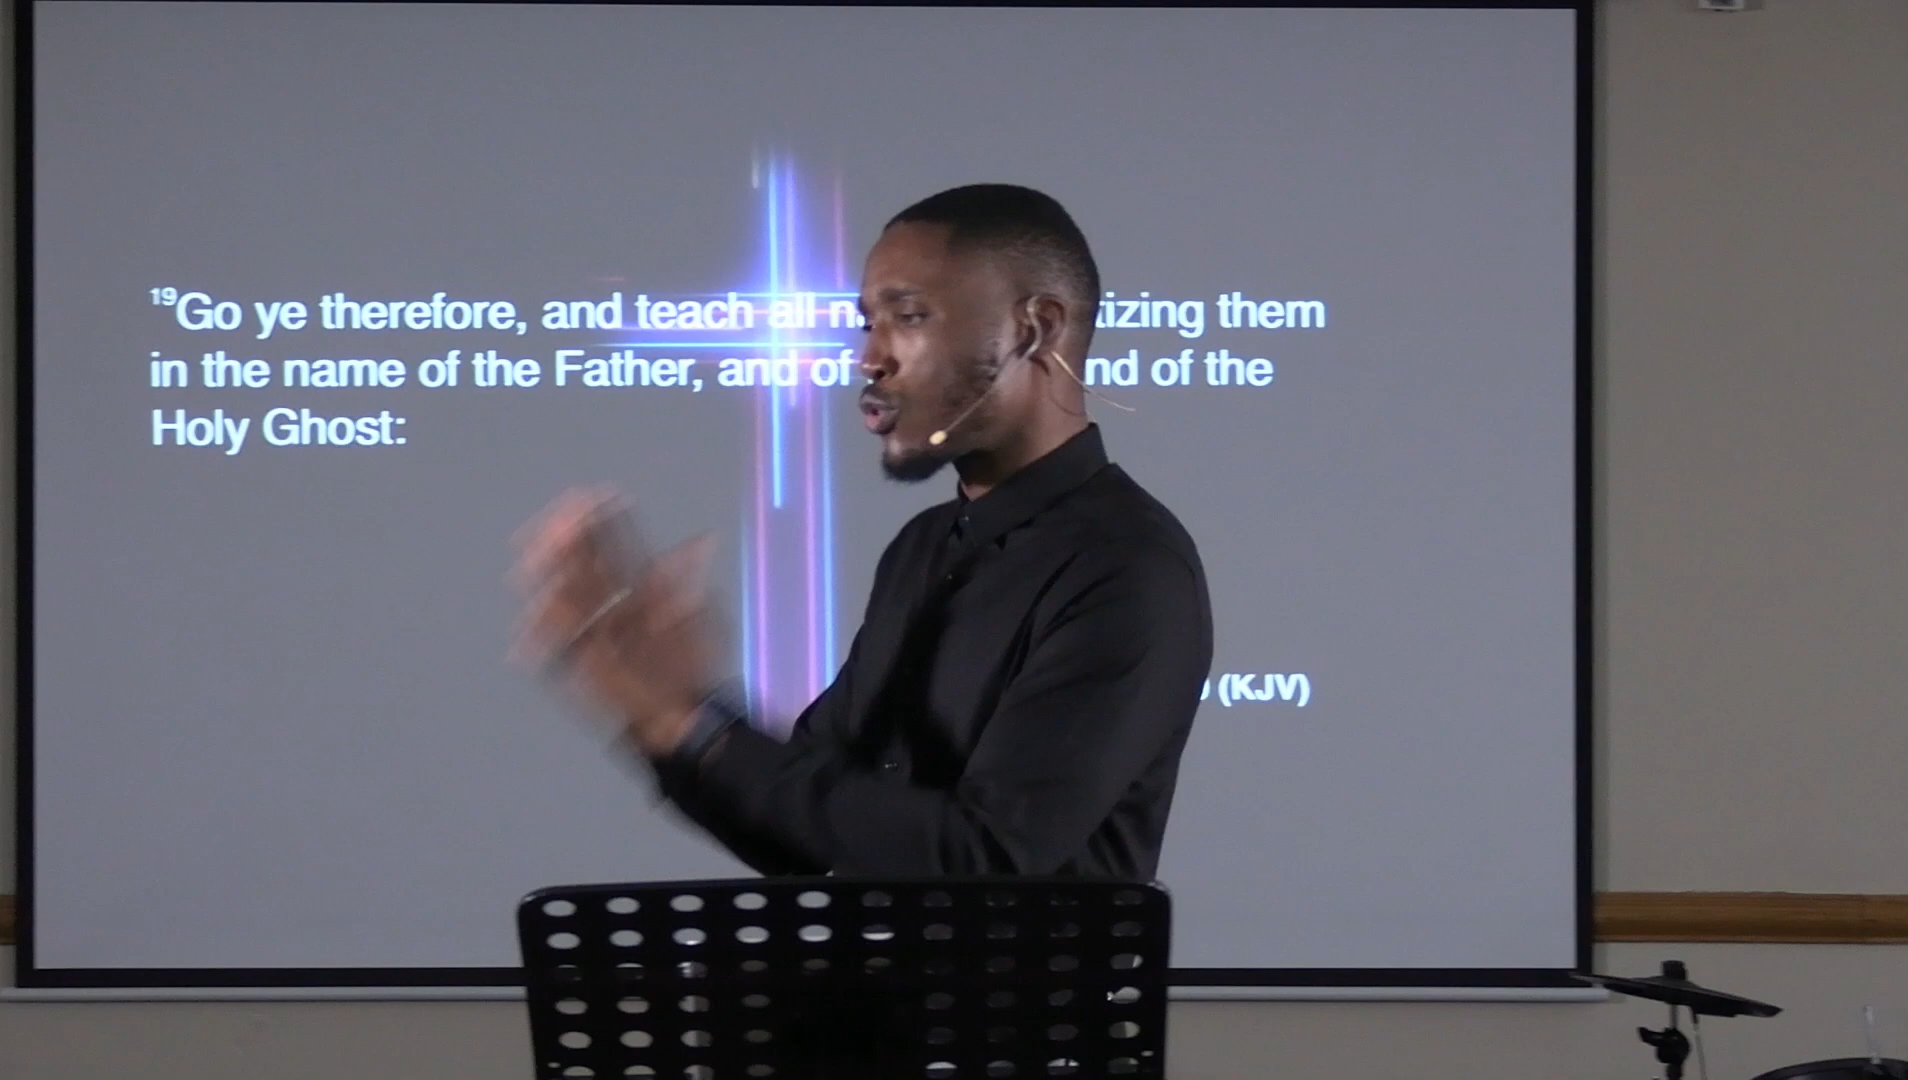 ¹⁹Go ye therefore, and teach all tizing them
in the name of the Father, and of nd of the
Holy Ghost:
(KJV)